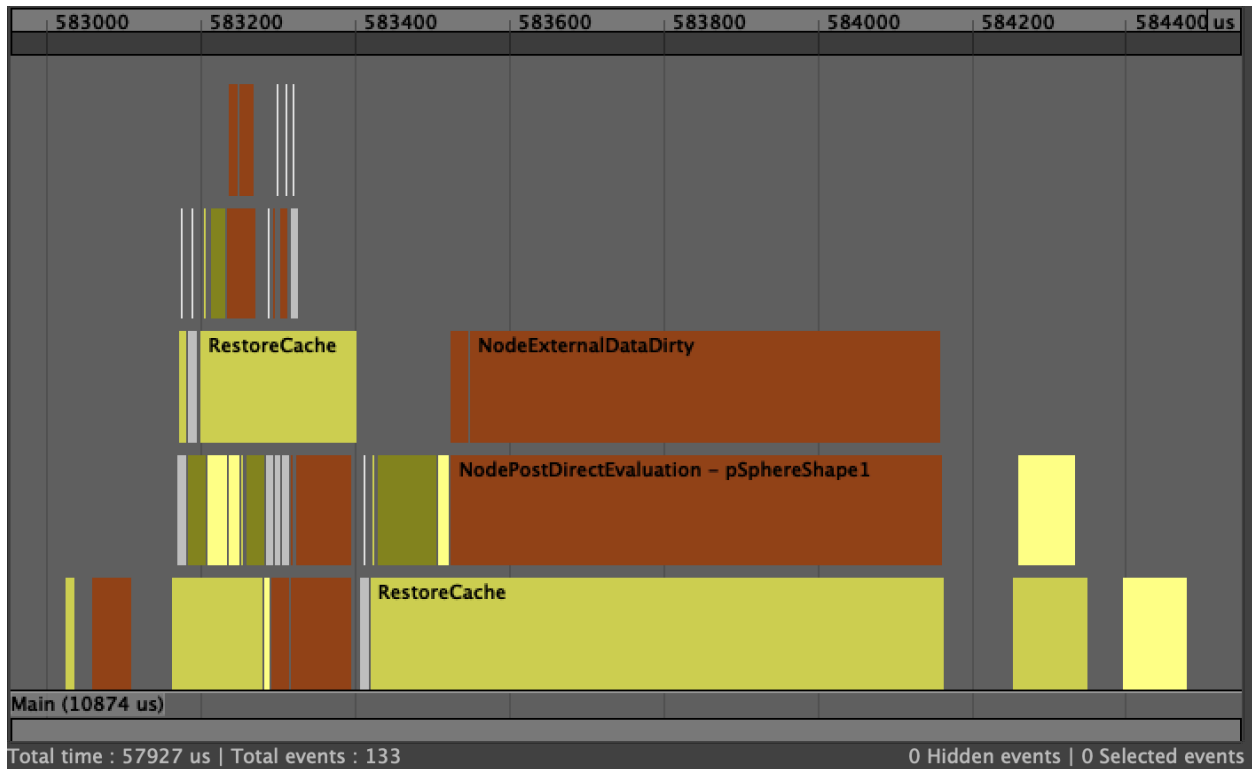 583000 583200 583400 583600 583800 584000 584200 584400 us
RestoreCache NodeExternalDataDirty
NodePostDirectEvaluation – pSphereShape1
RestoreCache
Main (10874 us)
Total time : 57927 us | Total events : 133 0 Hidden events | 0 Selected events